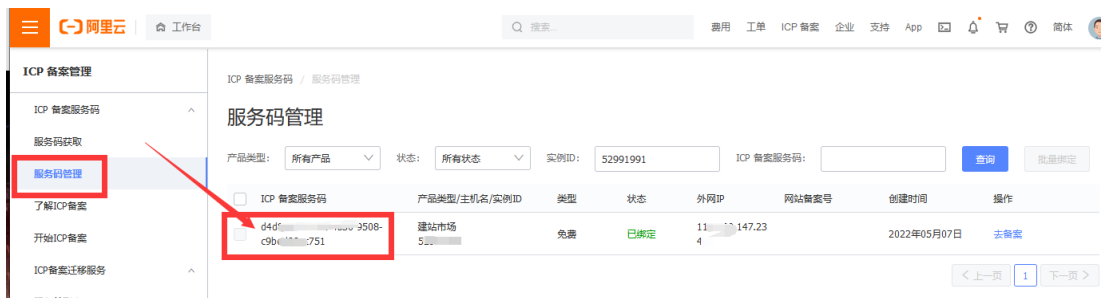 阿里云 工作台 搜索... 费用 工单 ICP 备案 企业 支持 App 简体
ICP 备案管理
ICP 备案服务码
服务码获取
服务码管理
了解ICP备案
开始ICP备案
ICP备案迁移服务
ICP 备案服务码 / 服务码管理
服务码管理
产品类型: 所有产品 状态: 所有状态 实例ID: 52991991 ICP 备案服务码: 查询 批量绑定
ICP 备案服务码 产品类型/主机名/实例ID 类型 状态 外网IP 网站备案号 创建时间 操作
建站市场 免费 已绑定 147.23 2022年05月07日 去备案
9508-
751
4
< 上一页 1 下一页 >